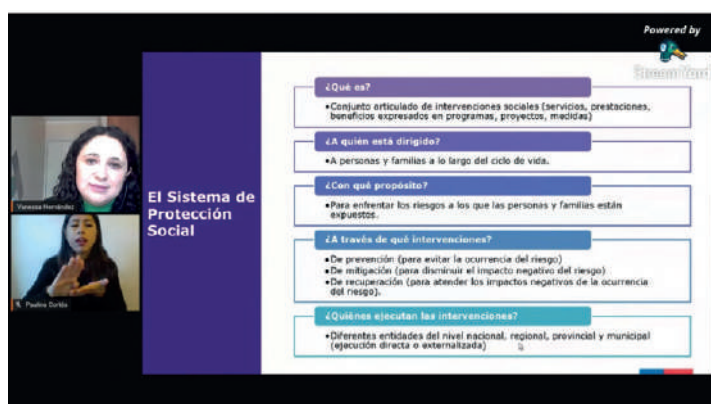 Powered by
StreamYard
¿Qué es?
•Conjunto articulado de intervenciones sociales (servicios, prestaciones,
beneficios expresados en programas, proyectos, medidas)
¿A quién está dirigido?
•A personas y familias a lo largo del ciclo de vida.
¿Con qué propósito?
•Para enfrentar los riesgos a los que las personas y familias están
expuestos.
El Sistema de
Protección
Social
¿A través de qué intervenciones?
•De prevención (para evitar la ocurrencia del riesgo)
•De mitigación (para disminuir el impacto negativo del riesgo)
•De recuperación (para atender los impactos negativos de la ocurrencia
del riesgo).
¿Quiénes ejecutan las intervenciones?
•Diferentes entidades del nivel nacional, regional, provincial y municipal
(ejecución directa o externalizada)
Vanessa Hernández
Paulina